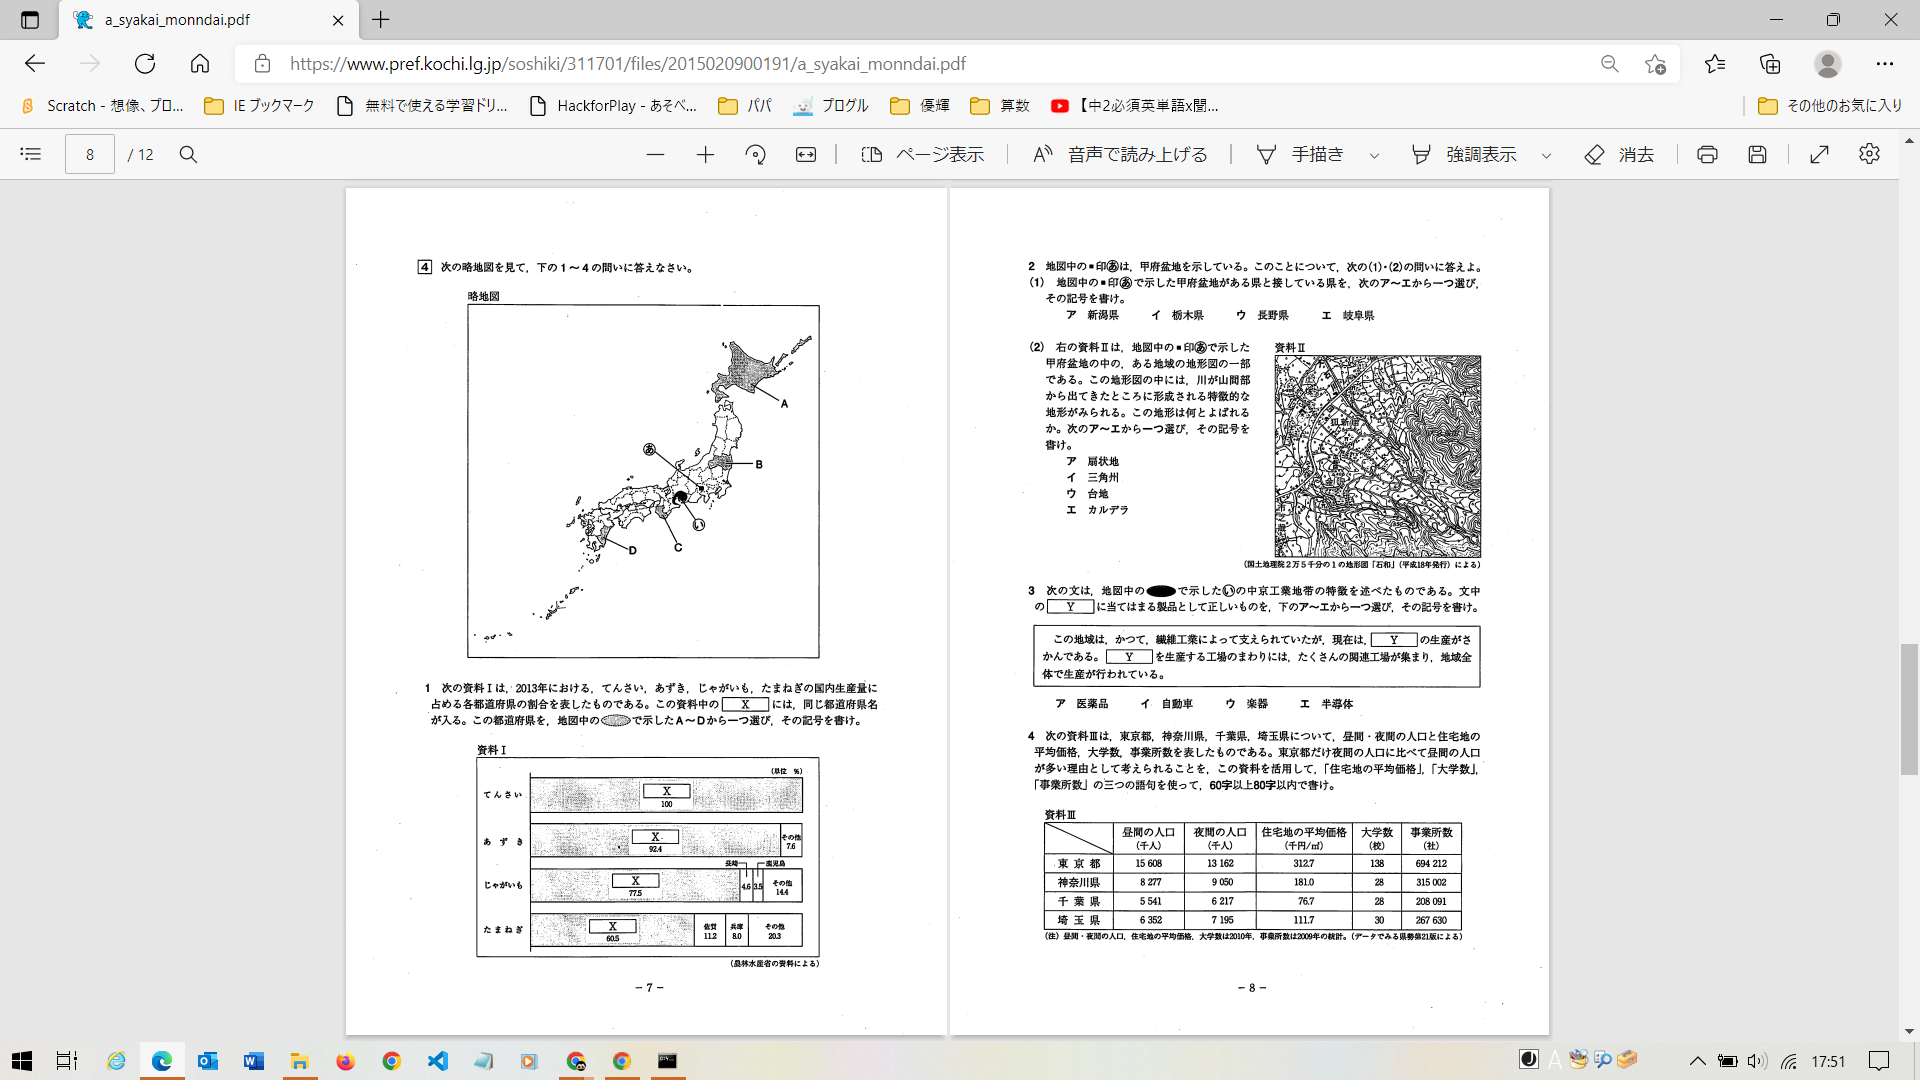 a_syakai_monndai.pdf
https://www.pref.kochi.lg.jp/soshiki/311701/files/2015020900191/a_syakai_monndai.pdf
Scratch - 想像、プロ...
IE ブックマーク
無料で使える学習ドリ...
HackforPlay - あそべ...
パパ
プログル
優輝
算数
【中2必須英単語x聞...
その他のお気に入り
8
/ 12
ページ表示
音声で読み上げる
手描き
強調表示
消去
4 次の略地図を見て，下の１～４の問いに答えなさい。
略地図
A
あ
B
い
C
D
1 次の資料Ⅰは，2013年における，てんさい，あずき，じゃがいも，たまねぎの国内生産量に
占める各都道府県の割合を表したものである。この資料中の X には，同じ都道府県名
が入る。この都道府県を，地図中の で示したＡ～Ｄから一つ選び，その記号を書け。
資料Ⅰ
(単位 ％)
てんさい X 100
あずき X 92.4 その他 7.6
長崎 鹿児島
じゃがいも X 77.5 4.6 3.5 その他 14.4
たまねぎ X 60.5 佐賀 11.2 兵庫 8.0 その他 20.3
(農林水産省の資料による)
－7－
2 地図中の▪印あは，甲府盆地を示している。このことについて，次の(1)・(2)の問いに答えよ。
(1) 地図中の▪印あで示した甲府盆地がある県と接している県を，次のア～エから一つ選び，
その記号を書け。
ア 新潟県 イ 栃木県 ウ 長野県 エ 岐阜県
(2) 右の資料Ⅱは，地図中の▪印あで示した
甲府盆地の中の，ある地域の地形図の一部
である。この地形図の中には，川が山間部
から出てきたところに形成される特徴的な
地形がみられる。この地形は何とよばれる
か。次のア～エから一つ選び，その記号を
書け。
ア 扇状地
イ 三角州
ウ 台地
エ カルデラ
資料Ⅱ
(国土地理院２万５千分の１の地形図「石和」(平成18年発行)による)
3 次の文は，地図中の で示したいの中京工業地帯の特徴を述べたものである。文中
の Y に当てはまる製品として正しいものを，下のア～エから一つ選び，その記号を書け。
この地域は，かつて，繊維工業によって支えられていたが，現在は， Y の生産がさ
かんである。 Y を生産する工場のまわりには，たくさんの関連工場が集まり，地域全
体で生産が行われている。
ア 医薬品 イ 自動車 ウ 楽器 エ 半導体
4 次の資料Ⅲは，東京都，神奈川県，千葉県，埼玉県について，昼間・夜間の人口と住宅地の
平均価格，大学数，事業所数を表したものである。東京都だけ夜間の人口に比べて昼間の人口
が多い理由として考えられることを，この資料を活用して，「住宅地の平均価格」，「大学数」，
「事業所数」の三つの語句を使って，60字以上80字以内で書け。
資料Ⅲ
昼間の人口 (千人) 夜間の人口 (千人) 住宅地の平均価格 (千円/㎡) 大学数 (校) 事業所数 (社)
東京都 15 608 13 162 312.7 138 694 212
神奈川県 8 277 9 050 181.0 28 315 002
千葉県 5 541 6 217 76.7 28 208 091
埼玉県 6 352 7 195 111.7 30 267 630
(注) 昼間・夜間の人口，住宅地の平均価格，大学数は2010年，事業所数は2009年の統計。(データでみる県勢第21版による)
－8－
17:51